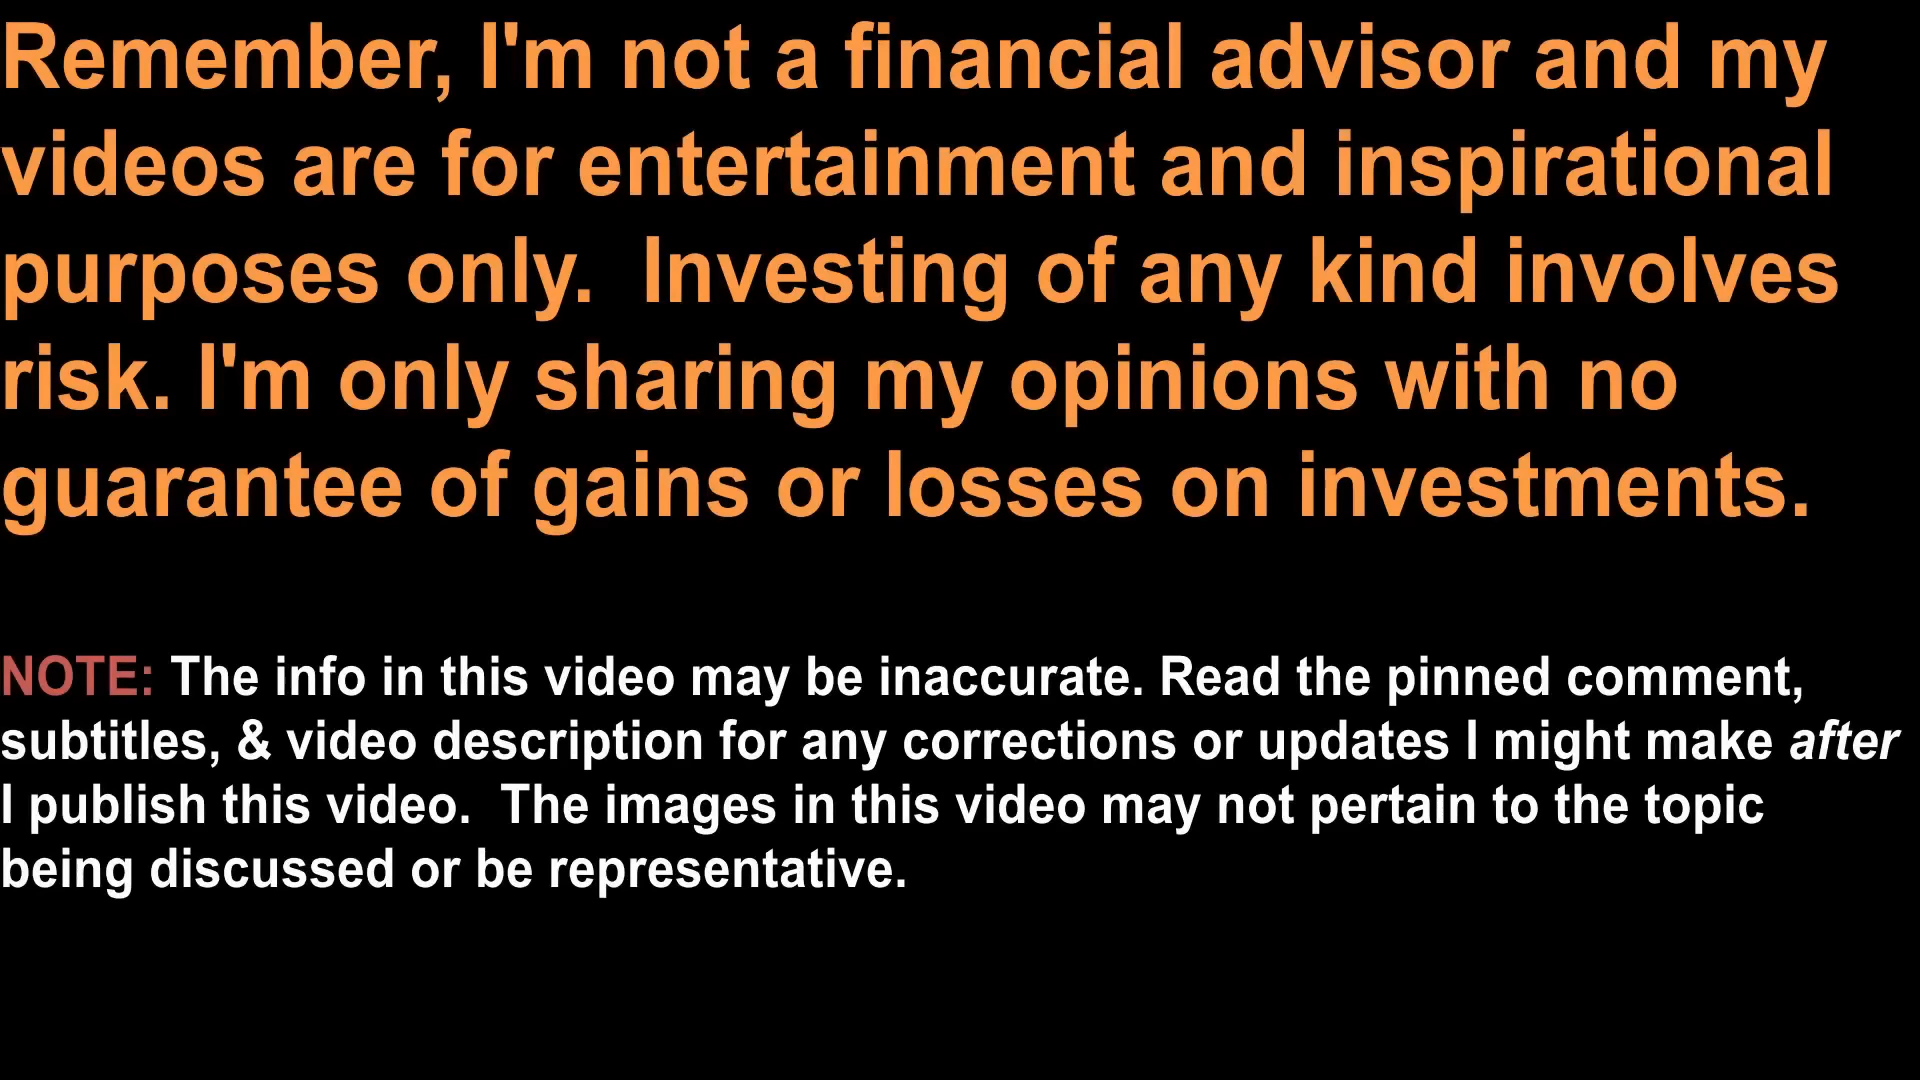 Remember, I'm not a financial advisor and my
videos are for entertainment and inspirational
purposes only.  Investing of any kind involves
risk. I'm only sharing my opinions with no
guarantee of gains or losses on investments.
NOTE: The info in this video may be inaccurate. Read the pinned comment,
subtitles, & video description for any corrections or updates I might make after
I publish this video.  The images in this video may not pertain to the topic
being discussed or be representative.